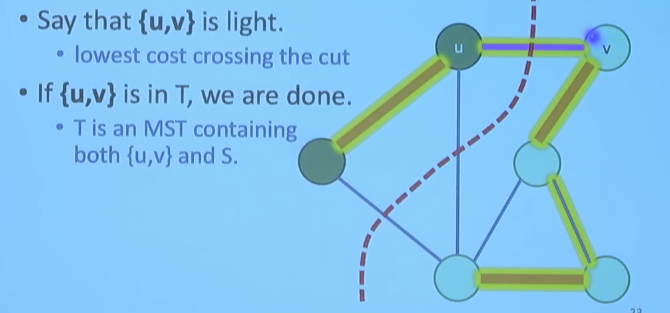 • Say that {u,v} is light.
• lowest cost crossing the cut
• If {u,v} is in T, we are done.
• T is an MST containing
both {u,v} and S.
u
v